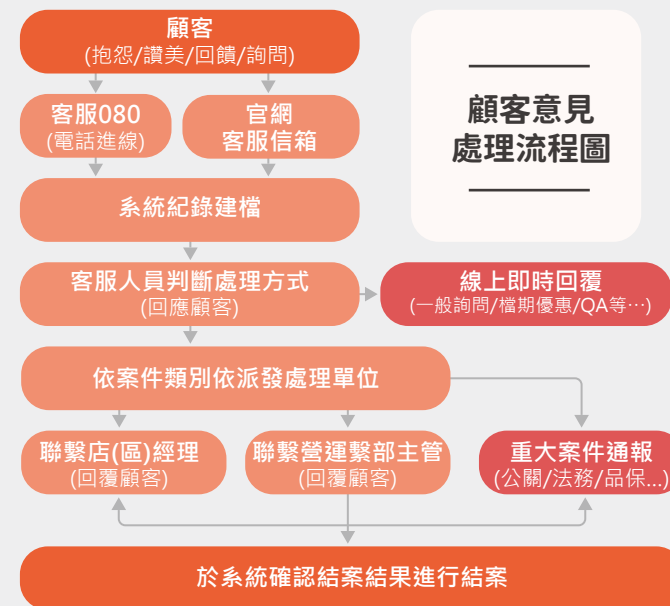 顧客
(抱怨/讚美/回饋/詢問)
顧客意見
處理流程圖
客服080
(電話進線)
官網
客服信箱
系統紀錄建檔
客服人員判斷處理方式
(回應顧客)
線上即時回覆
(一般詢問/檔期優惠/QA等…)
依案件類別依派發處理單位
聯繫店(區)經理
(回覆顧客)
聯繫營運繫部主管
(回覆顧客)
重大案件通報
(公關/法務/品保...)
於系統確認結案結果進行結案